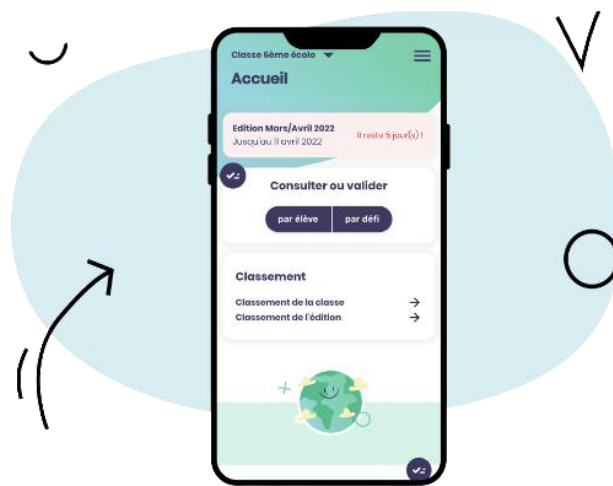 Classe 6ème écolo
Accueil
Edition Mars/Avril 2022
Jusqu'au 11 avril 2022
Il reste 5 jour(s) !
Consulter ou valider
par élève
par défi
Classement
Classement de la classe
Classement de l'édition